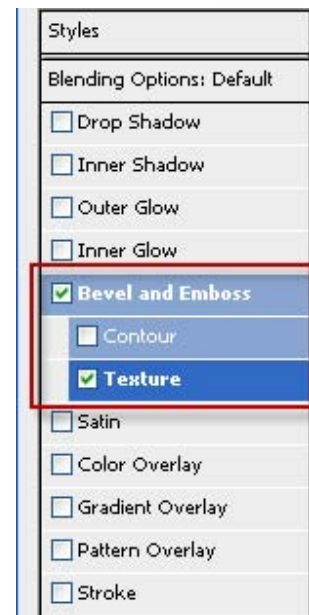 Styles
Blending Options: Default
Drop Shadow
Inner Shadow
Outer Glow
Inner Glow
Bevel and Emboss
Contour
Texture
Satin
Color Overlay
Gradient Overlay
Pattern Overlay
Stroke